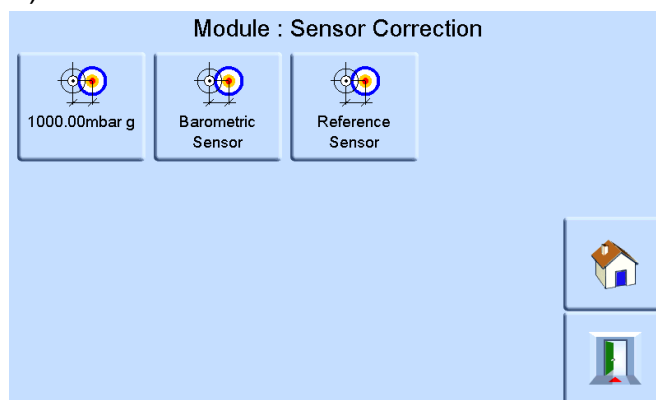 Module : Sensor Correction
1000.00mbar g
Barometric
Sensor
Reference
Sensor